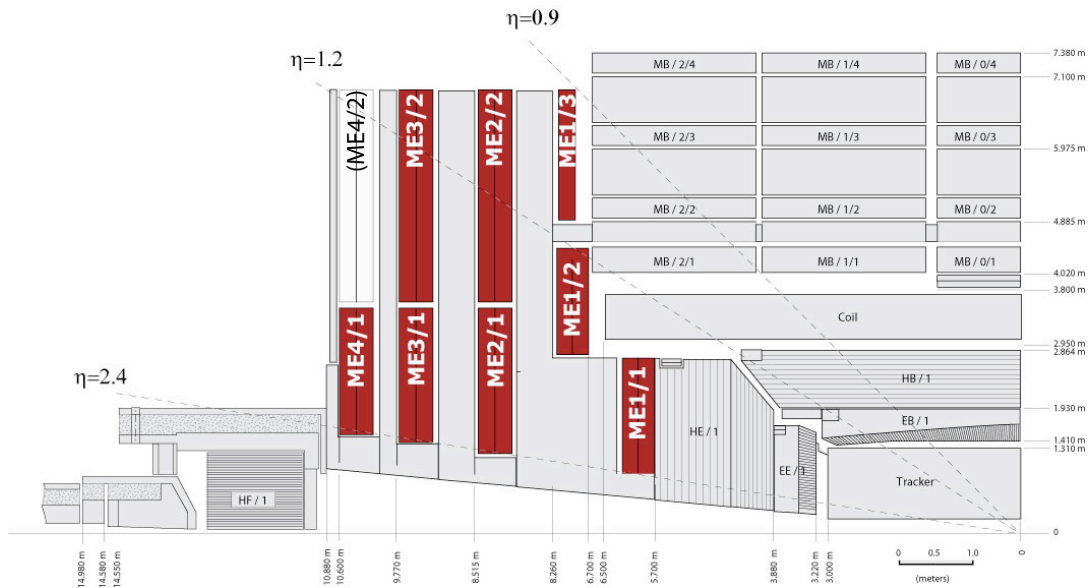 η=0.9
η=1.2
η=2.4
MB / 2/4
MB / 1/4
MB / 0/4
MB / 2/3
MB / 1/3
MB / 0/3
MB / 2/2
MB / 1/2
MB / 0/2
MB / 2/1
MB / 1/1
MB / 0/1
7.380 m
7.100 m
5.975 m
4.885 m
4.020 m
3.800 m
2.950 m
2.864 m
1.930 m
1.410 m
1.310 m
0
(ME4/2)
ME3/2
ME2/2
ME1/3
ME1/2
ME4/1
ME3/1
ME2/1
ME1/1
Coil
HB / 1
EB / 1
HE / 1
EE / 1
Tracker
HF / 1
14.980 m
14.580 m
14.550 m
10.880 m
10.600 m
9.770 m
8.515 m
8.260 m
6.700 m
6.500 m
5.700 m
3.880 m
3.220 m
3.000 m
0
0 0.5 1.0
(meters)